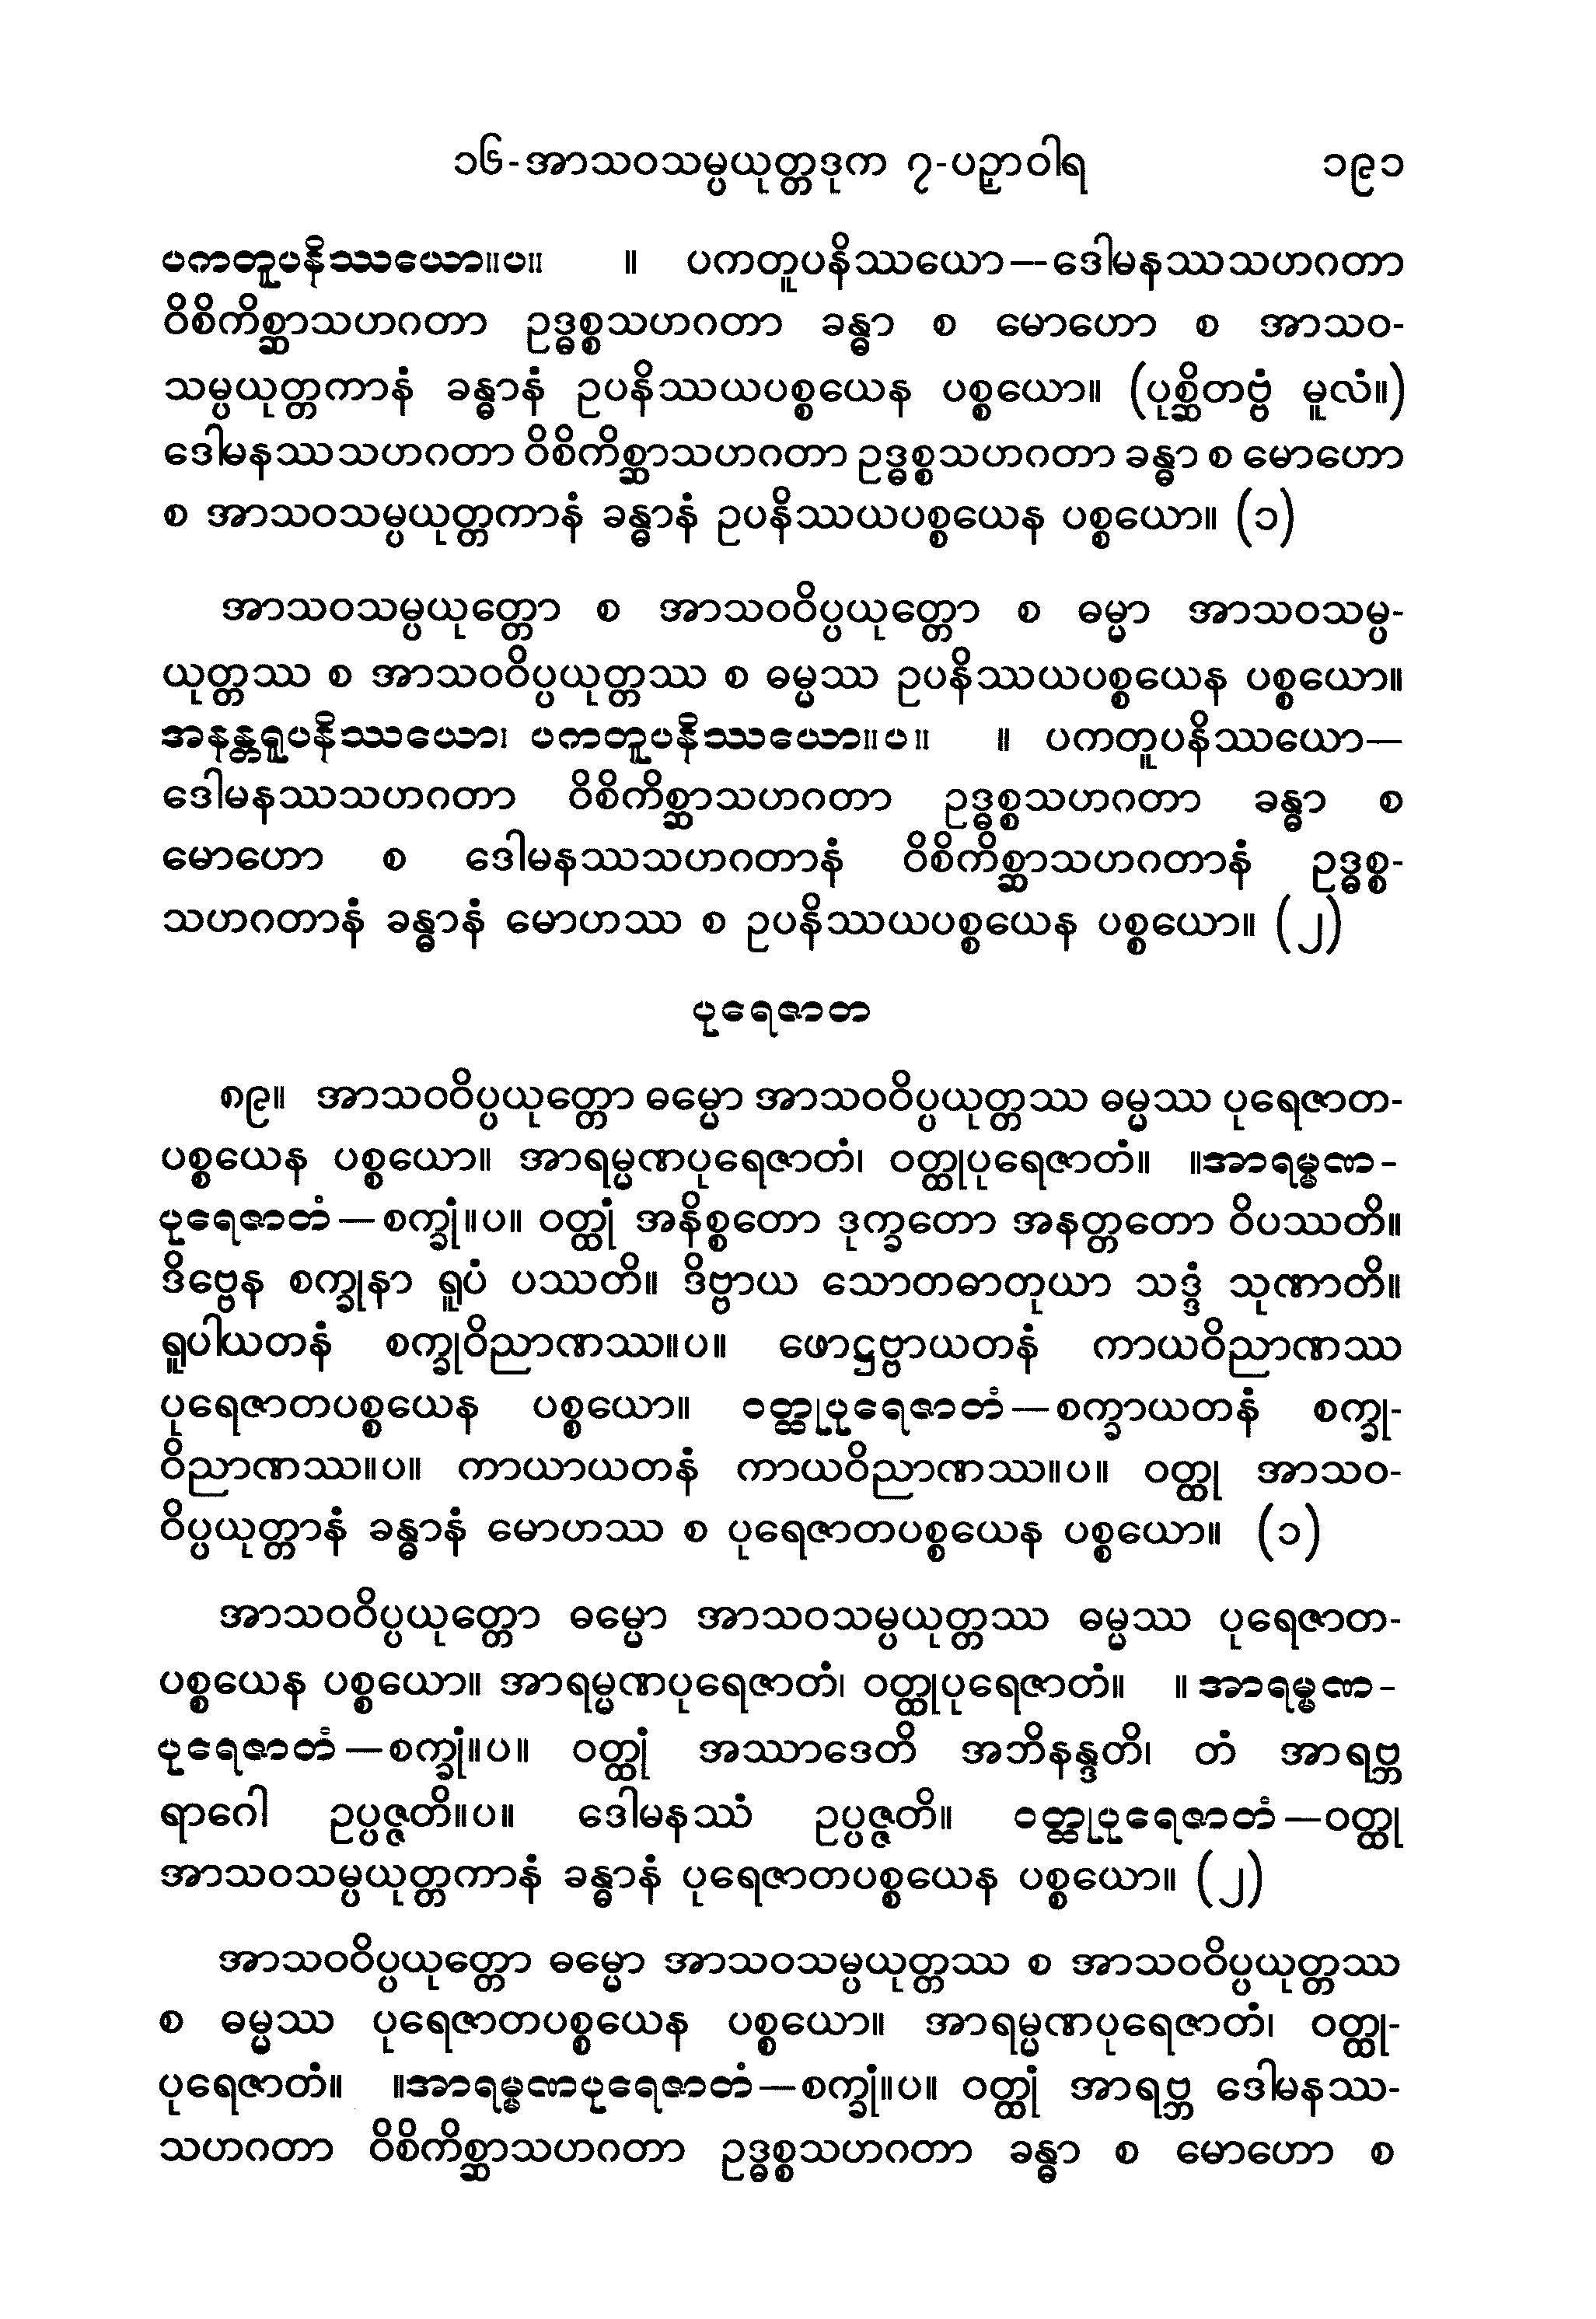 ၁၆-အာသဝသမ္ပယုတ္တဒုက ၇-ပဉှာဝါရ ၁၉၁
ပကတူပနိဿယော။ပ။ ။ ပကတူပနိဿယော—ဒေါမနဿသဟဂတာ
ဝိစိကိစ္ဆာသဟဂတာ ဥဒ္ဓစ္စသဟဂတာ ခန္ဓာ စ မောဟော စ အာသဝ-
သမ္ပယုတ္တကာနံ ခန္ဓာနံ ဥပနိဿယပစ္စယေန ပစ္စယော။ (ပုစ္ဆိတဗ္ဗံ မူလံ။)
ဒေါမနဿသဟဂတာ ဝိစိကိစ္ဆာသဟဂတာ ဥဒ္ဓစ္စသဟဂတာ ခန္ဓာ စ မောဟော
စ အာသဝသမ္ပယုတ္တကာနံ ခန္ဓာနံ ဥပနိဿယပစ္စယေန ပစ္စယော။ (၁)
အာသဝသမ္ပယုတ္တော စ အာသဝဝိပ္ပယုတ္တော စ ဓမ္မာ အာသဝသမ္ပ-
ယုတ္တဿ စ အာသဝဝိပ္ပယုတ္တဿ စ ဓမ္မဿ ဥပနိဿယပစ္စယေန ပစ္စယော။
အနန္တရူပနိဿယော၊ ပကတူပနိဿယော။ပ။ ။ ပကတူပနိဿယော—
ဒေါမနဿသဟဂတာ ဝိစိကိစ္ဆာသဟဂတာ ဥဒ္ဓစ္စသဟဂတာ ခန္ဓာ စ
မောဟော စ ဒေါမနဿသဟဂတာနံ ဝိစိကိစ္ဆာသဟဂတာနံ ဥဒ္ဓစ္စ-
သဟဂတာနံ ခန္ဓာနံ မောဟဿ စ ဥပနိဿယပစ္စယေန ပစ္စယော။ (၂)
ပုရေဇာတ
၈၉။ အာသဝဝိပ္ပယုတ္တော ဓမ္မော အာသဝဝိပ္ပယုတ္တဿ ဓမ္မဿ ပုရေဇာတ-
ပစ္စယေန ပစ္စယော။ အာရမ္မဏပုရေဇာတံ၊ ဝတ္ထုပုရေဇာတံ။ ။အာရမ္မဏ-
ပုရေဇာတံ—စက္ခုံ။ပ။ ဝတ္ထုံ အနိစ္စတော ဒုက္ခတော အနတ္တတော ဝိပဿတိ။
ဒိဗ္ဗေန စက္ခုနာ ရူပံ ပဿတိ။ ဒိဗ္ဗာယ သောတဓာတုယာ သဒ္ဒံ သုဏာတိ။
ရူပါယတနံ စက္ခုဝိညာဏဿ။ပ။ ဖောဋ္ဌဗ္ဗာယတနံ ကာယဝိညာဏဿ
ပုရေဇာတပစ္စယေန ပစ္စယော။ ဝတ္ထုပုရေဇာတံ—စက္ခာယတနံ စက္ခု-
ဝိညာဏဿ။ပ။ ကာယာယတနံ ကာယဝိညာဏဿ။ပ။ ဝတ္ထု အာသဝ-
ဝိပ္ပယုတ္တာနံ ခန္ဓာနံ မောဟဿ စ ပုရေဇာတပစ္စယေန ပစ္စယော။ (၁)
အာသဝဝိပ္ပယုတ္တော ဓမ္မော အာသဝသမ္ပယုတ္တဿ ဓမ္မဿ ပုရေဇာတ-
ပစ္စယေန ပစ္စယော။ အာရမ္မဏပုရေဇာတံ၊ ဝတ္ထုပုရေဇာတံ။ ။ အာရမ္မဏ-
ပုရေဇာတံ—စက္ခုံ။ပ။ ဝတ္ထုံ အဿာဒေတိ အဘိနန္ဒတိ၊ တံ အာရဗ္ဘ
ရာဂေါ ဥပ္ပဇ္ဇတိ။ပ။ ဒေါမနဿံ ဥပ္ပဇ္ဇတိ။ ဝတ္ထုပုရေဇာတံ—ဝတ္ထု
အာသဝသမ္ပယုတ္တကာနံ ခန္ဓာနံ ပုရေဇာတပစ္စယေန ပစ္စယော။ (၂)
အာသဝဝိပ္ပယုတ္တော ဓမ္မော အာသဝသမ္ပယုတ္တဿ စ အာသဝဝိပ္ပယုတ္တဿ
စ ဓမ္မဿ ပုရေဇာတပစ္စယေန ပစ္စယော။ အာရမ္မဏပုရေဇာတံ၊ ဝတ္ထု-
ပုရေဇာတံ။ ။အာရမ္မဏပုရေဇာတံ—စက္ခုံ။ပ။ ဝတ္ထုံ အာရဗ္ဘ ဒေါမနဿ-
သဟဂတာ ဝိစိကိစ္ဆာသဟဂတာ ဥဒ္ဓစ္စသဟဂတာ ခန္ဓာ စ မောဟော စ